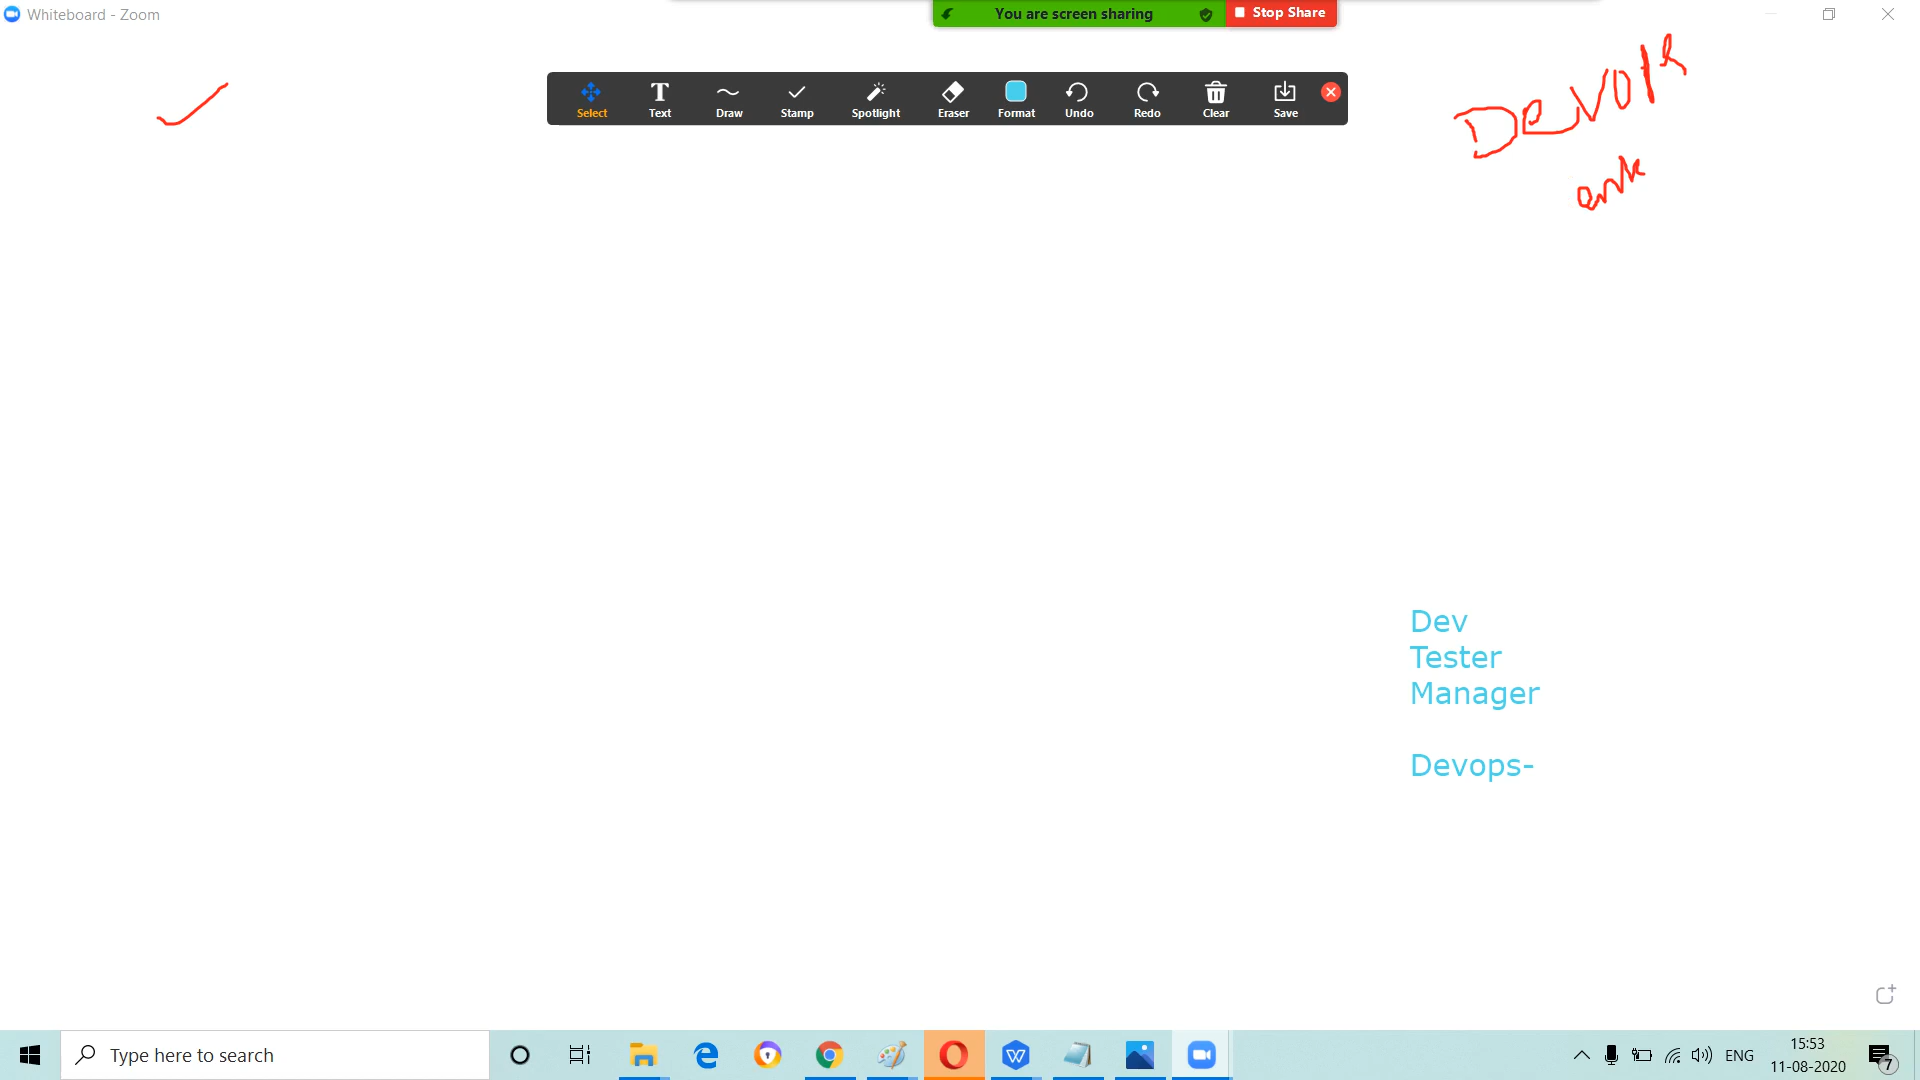 Whiteboard - Zoom
You are screen sharing
Stop Share
Select Text Draw Stamp Spotlight Eraser Format Undo Redo Clear Save
Dev
Tester
Manager
Devops-
Type here to search
ENG
15:53
11-08-2020
7